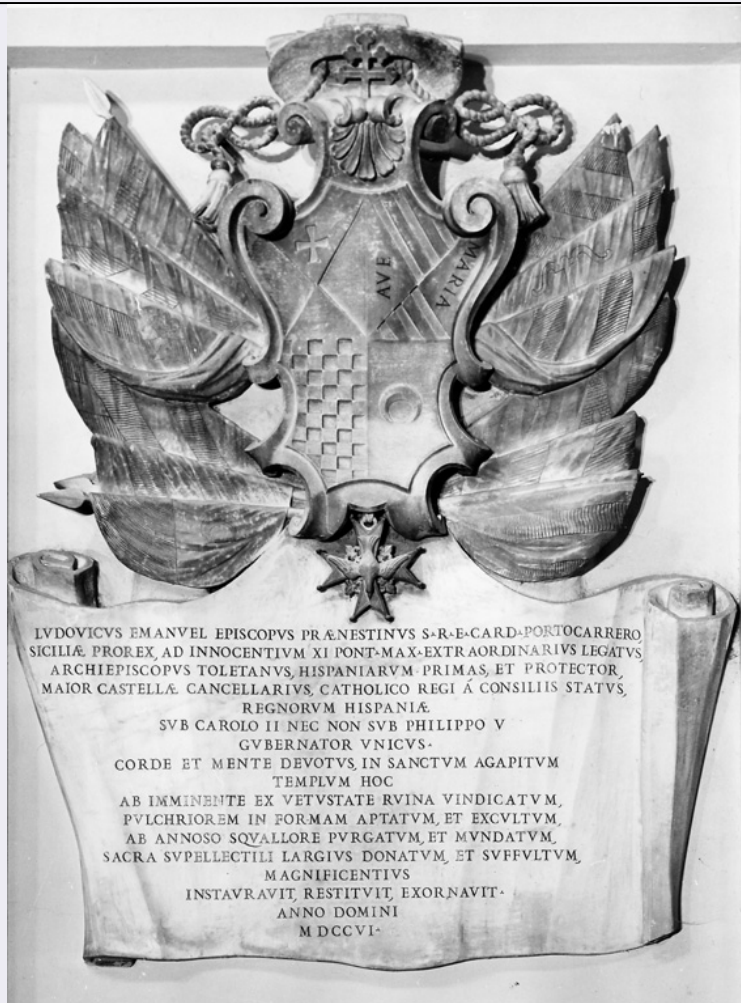 AVE
MARIA
LVDOVICVS EMANVEL EPISCOPVS PRÆNESTINVS S·R·E·CARD·PORTOCARRERO,
SICILIÆ PROREX, AD INNOCENTIVM XI PONT·MAX·EXTRAORDINARIVS LEGATVS,
ARCHIEPISCOPVS TOLETANVS, HISPANIARVM PRIMAS, ET PROTECTOR,
MAIOR CASTELLÆ CANCELLARIVS, CATHOLICO REGI Á CONSILIIS STATVS,
REGNORVM HISPANIÆ
SVB CAROLO II NEC NON SVB PHILIPPO V
GVBERNATOR VNICVS·
CORDE ET MENTE DEVOTVS, IN SANCTVM AGAPITVM
TEMPLVM HOC
AB IMMINENTE EX VETVSTATE RVINA VINDICATVM,
PVLCHRIOREM IN FORMAM APTATVM, ET EXCVLTVM,
AB ANNOSO SQVALLORE PVRGATVM, ET MVNDATVM,
SACRA SVPELLECTILI LARGIVS DONATVM, ET SVFFVLTVM,
MAGNIFICENTIVS
INSTAVRAVIT, RESTITVIT, EXORNAVIT·
ANNO DOMINI
MDCCVI·